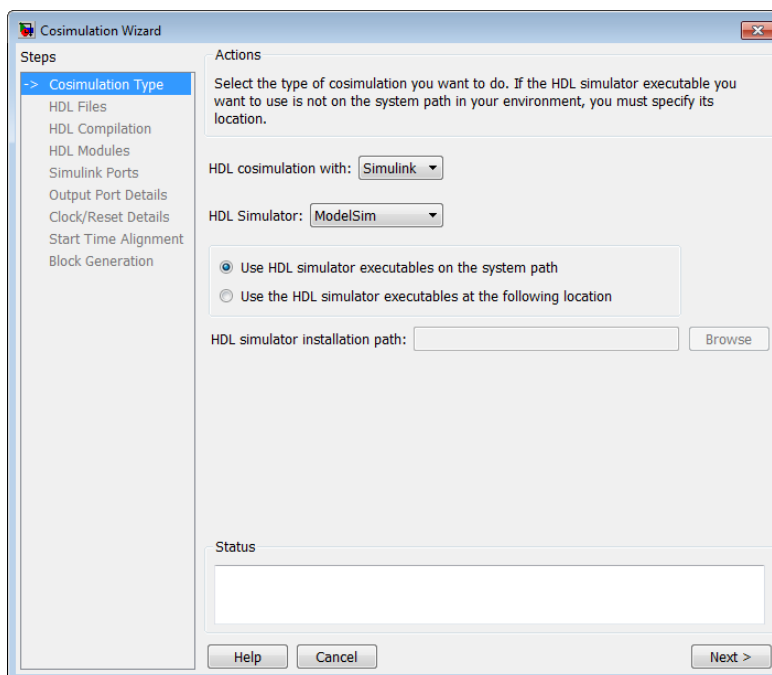 Cosimulation Wizard
Steps
-> Cosimulation Type
HDL Files
HDL Compilation
HDL Modules
Simulink Ports
Output Port Details
Clock/Reset Details
Start Time Alignment
Block Generation
Actions
Select the type of cosimulation you want to do. If the HDL simulator executable you
want to use is not on the system path in your environment, you must specify its
location.
HDL cosimulation with: Simulink
HDL Simulator: ModelSim
Use HDL simulator executables on the system path
Use the HDL simulator executables at the following location
HDL simulator installation path: Browse
Status
Help Cancel Next >